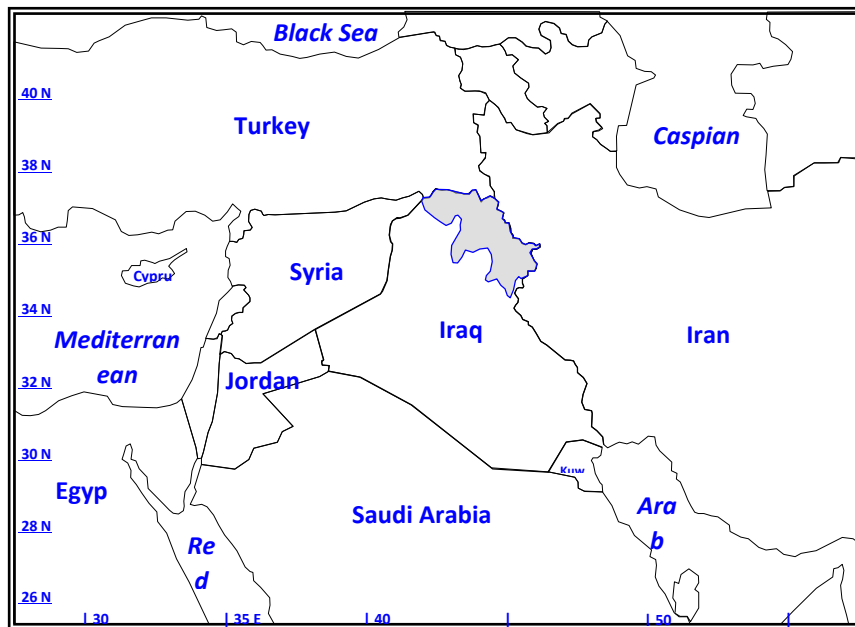 Black Sea
40 N
Turkey
Caspian
38 N
36 N
Cypru
Syria
34 N
Mediterran
ean
Iraq
Iran
32 N
Jordan
30 N
Kuw
Egyp
Saudi Arabia
Ara
b
28 N
Re
d
26 N
30
35 E
40
50